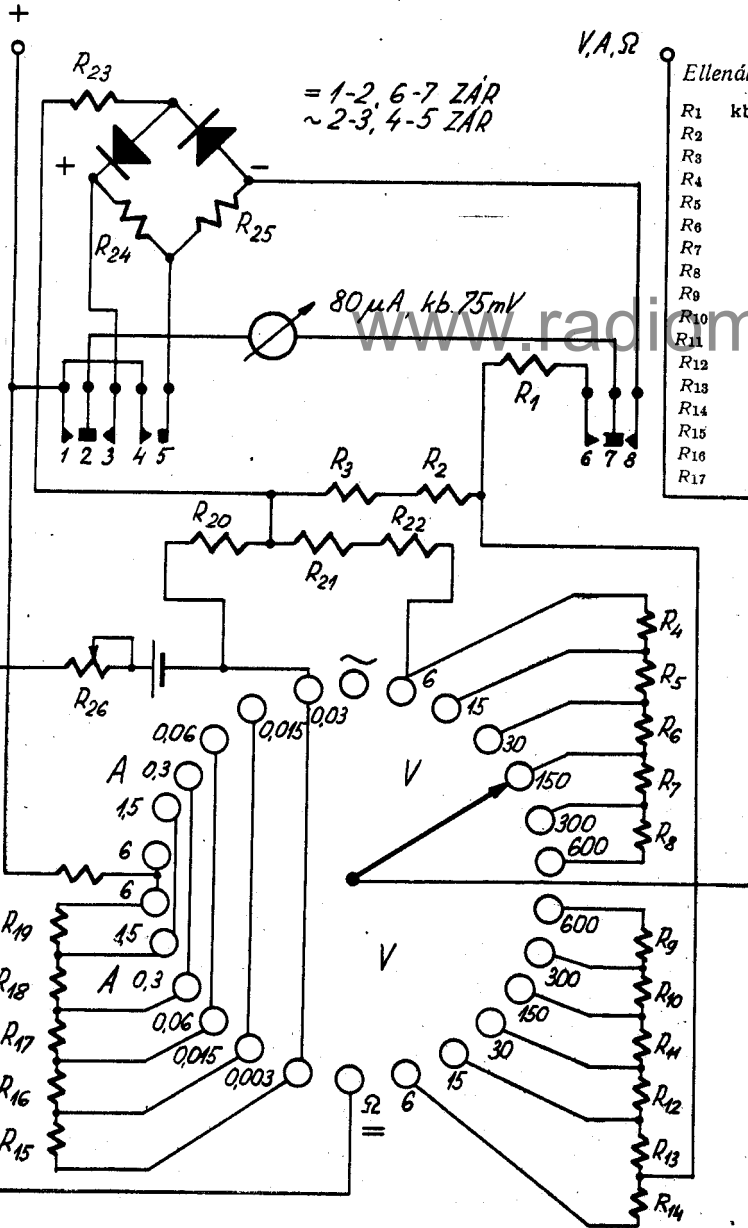 +
V,A,Ω
R23
= 1-2, 6-7 ZÁR
~ 2-3, 4-5 ZÁR
Ellená
R1 kb
R2
R3
R4
R5
R6
R7
R8
R9
R10
R11
R12
R13
R14
R15
R16
R17
+
−
R24
R25
80 µA, kb. 75mV
www.radiom
R1
1 2 3 4 5
6 7 8
R3
R2
R20
R22
R21
R26
~
0,03
0,015
0,06
A 0,3
1,5
6
6
1,5
A 0,3
0,06
0,015
0,003
Ω
=
6
15
30
V
150
300
600
R4
R5
R6
R7
R8
600
300
V
150
30
15
6
R9
R10
R11
R12
R13
R14
R19
R18
R17
R16
R15